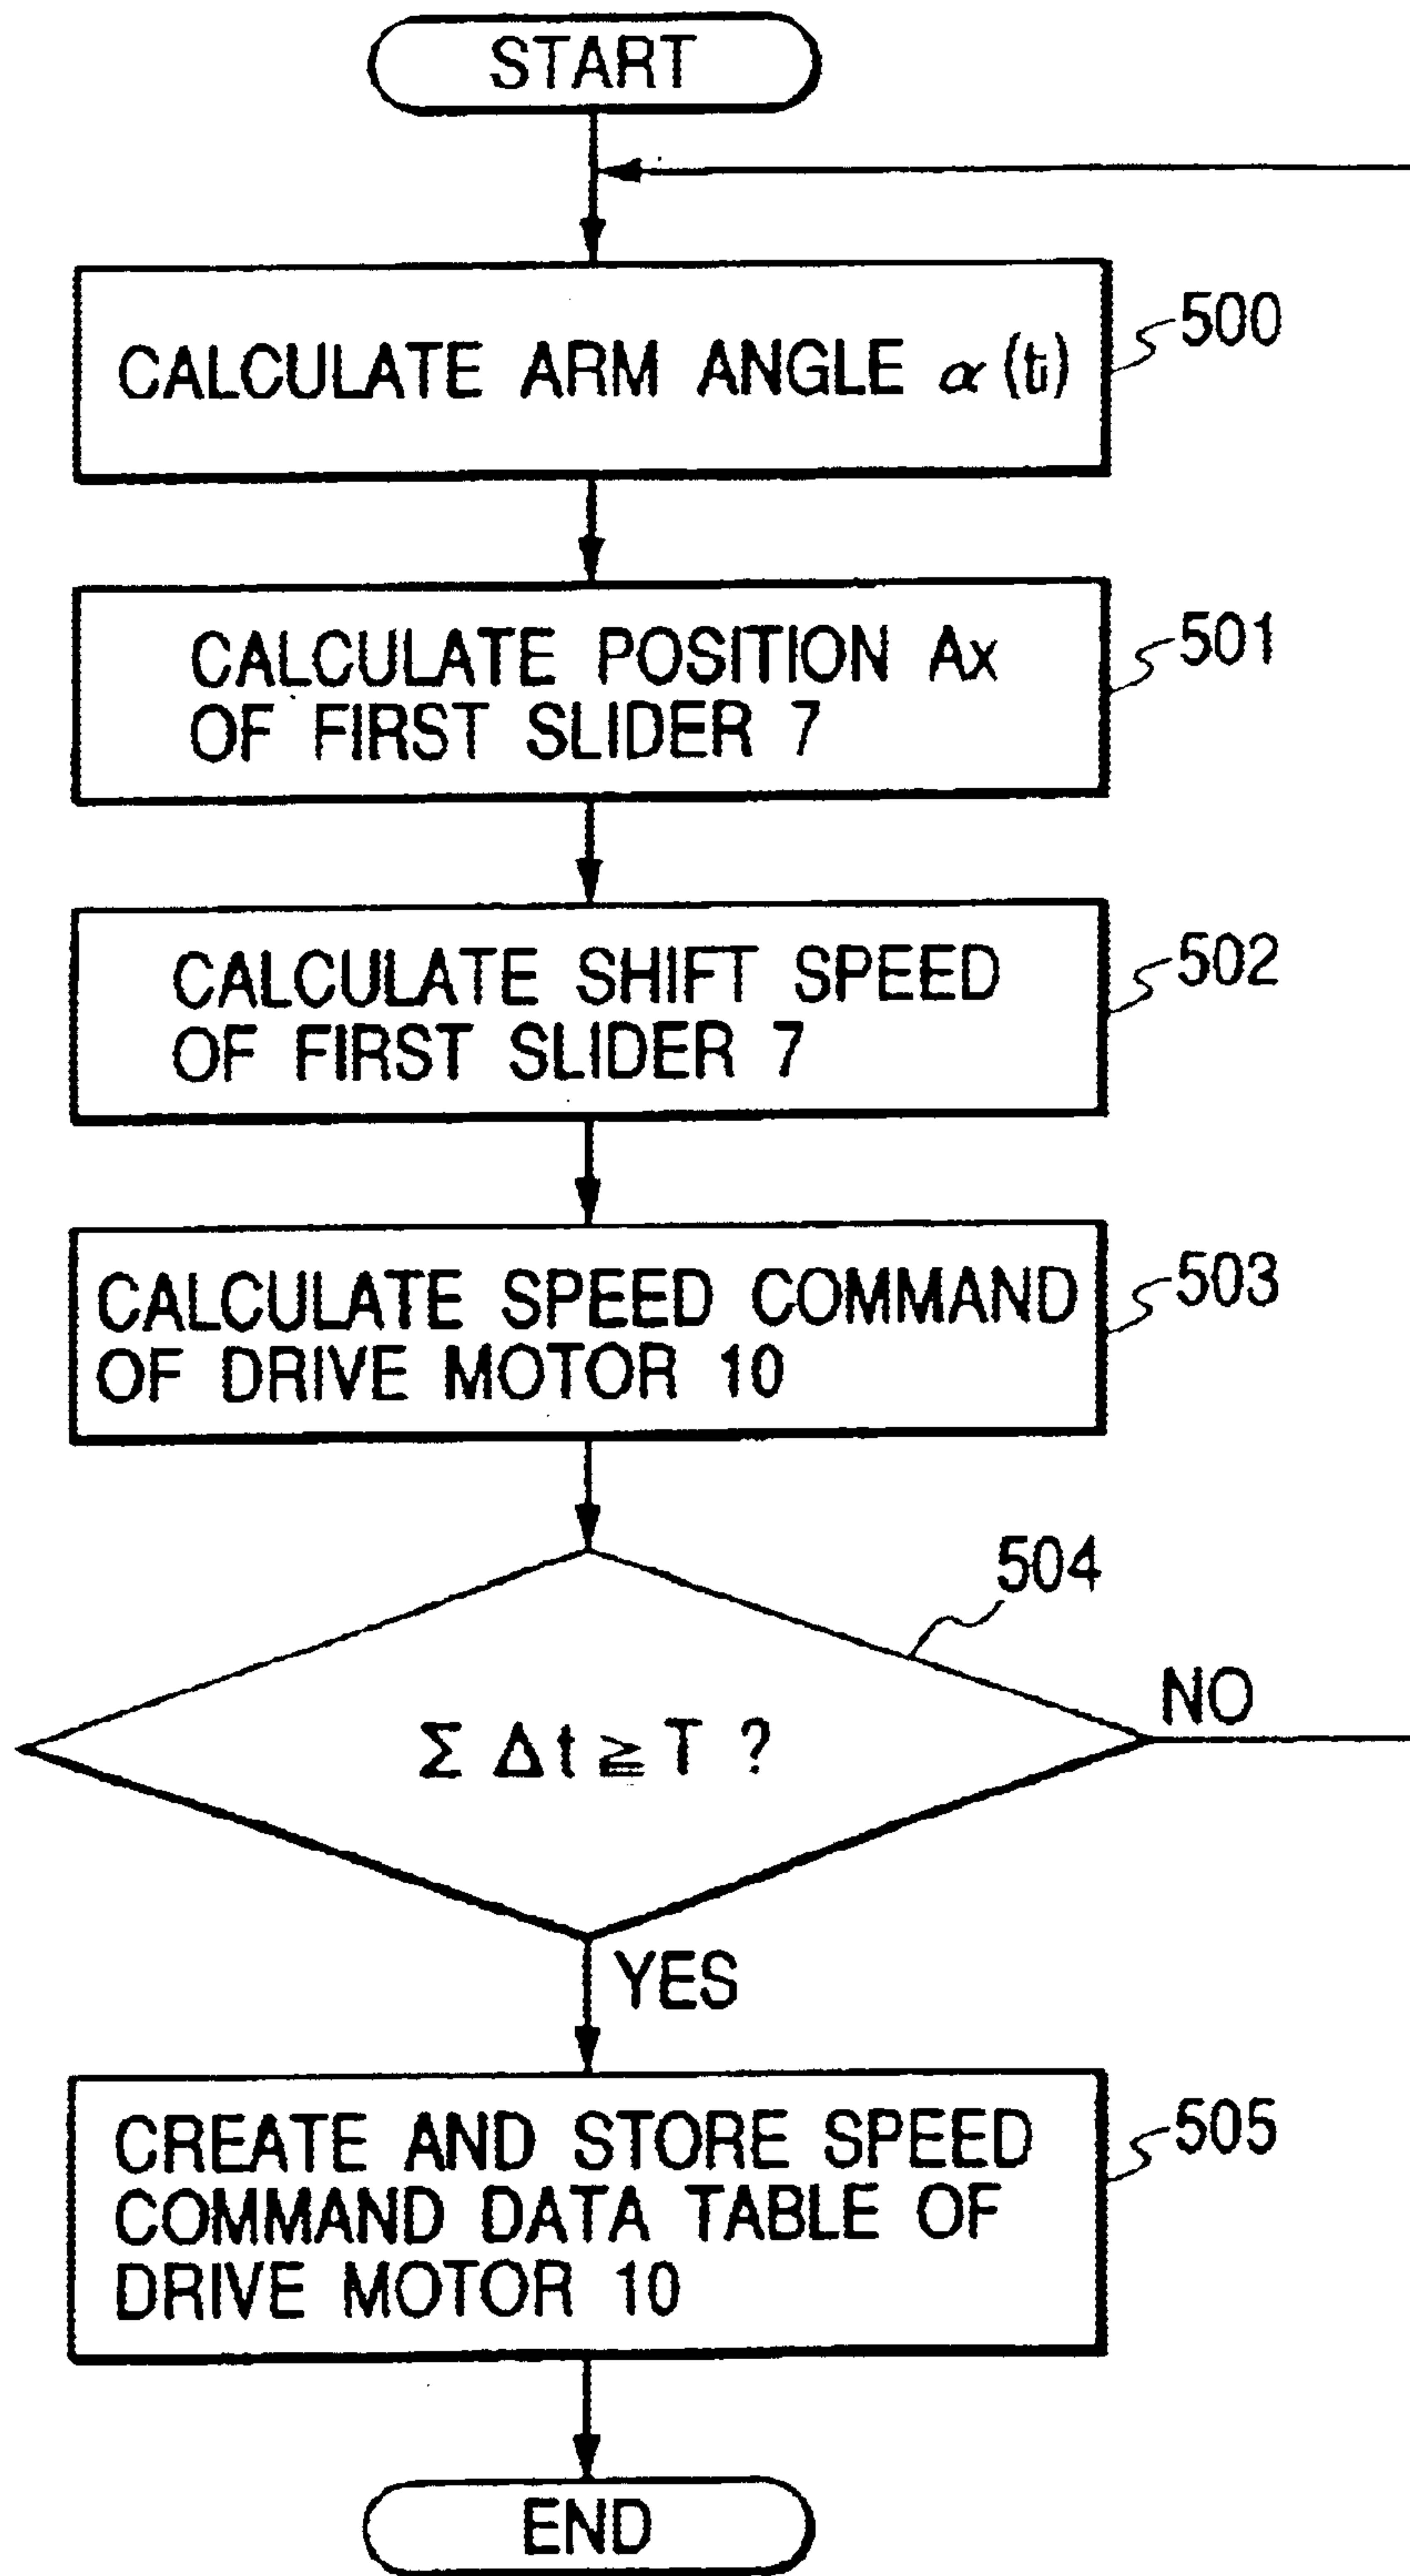 START
CALCULATE ARM ANGLE α (ti)
500
CALCULATE POSITION Ax
OF FIRST SLIDER 7
501
CALCULATE SHIFT SPEED
OF FIRST SLIDER 7
502
CALCULATE SPEED COMMAND
OF DRIVE MOTOR 10
503
504
Σ Δt ≧ T ?
NO
YES
CREATE AND STORE SPEED
COMMAND DATA TABLE OF
DRIVE MOTOR 10
505
END